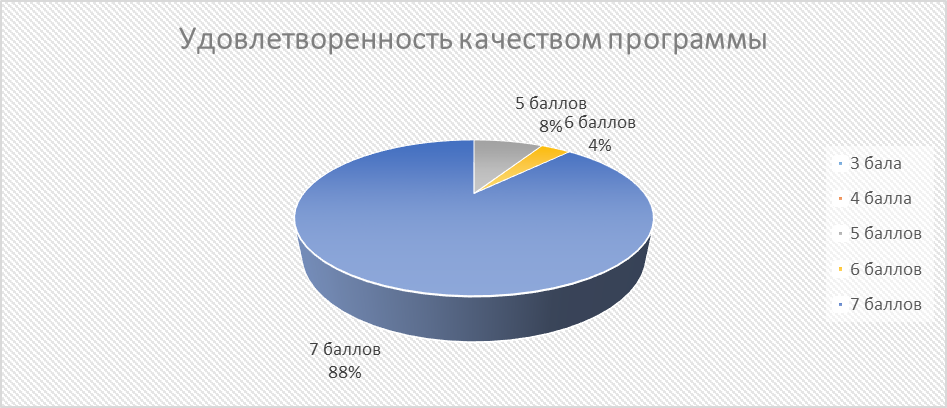 Удовлетворенность качеством программы
5 баллов
8%
6 баллов
4%
7 баллов
88%
3 бала
4 балла
5 баллов
6 баллов
7 баллов